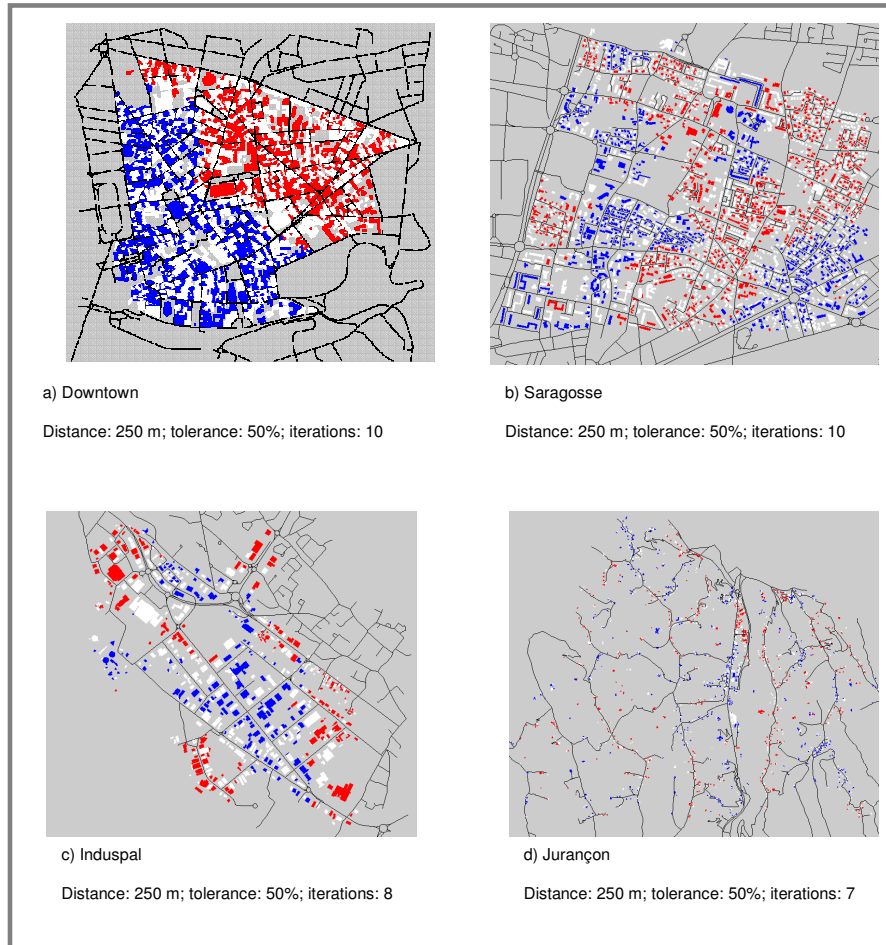 a) Downtown
Distance: 250 m; tolerance: 50%; iterations: 10
b) Saragosse
Distance: 250 m; tolerance: 50%; iterations: 10
c) Induspal
Distance: 250 m; tolerance: 50%; iterations: 8
d) Jurançon
Distance: 250 m; tolerance: 50%; iterations: 7